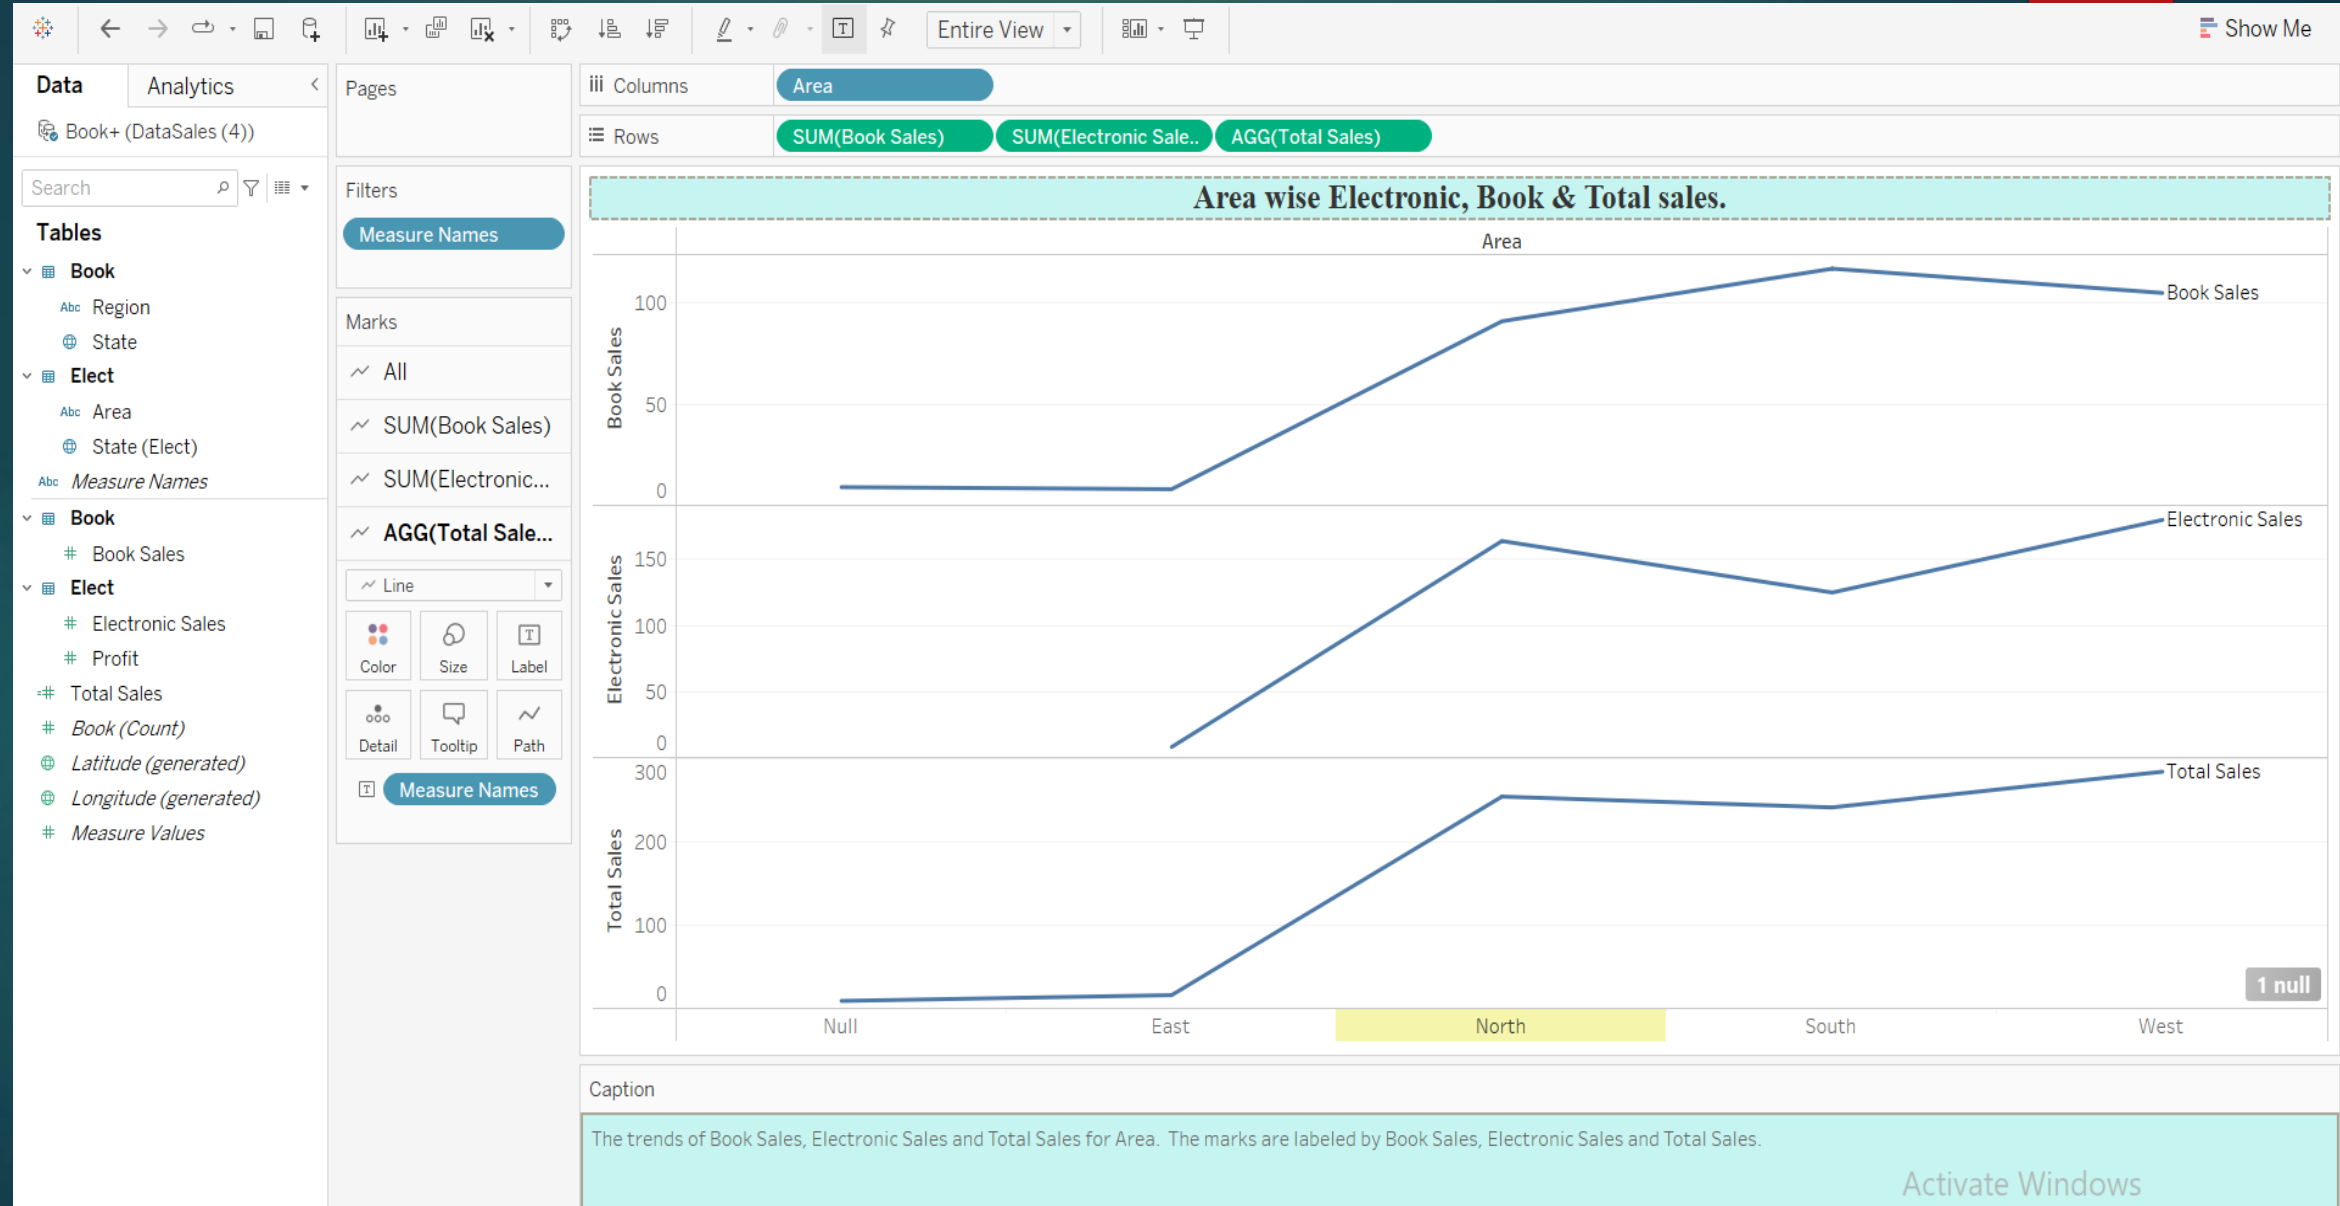 Entire View
Show Me
Data
Analytics
Book+ (DataSales (4))
Search
Tables
Book
Abc Region
State
Elect
Abc Area
State (Elect)
Abc Measure Names
Book
# Book Sales
Elect
# Electronic Sales
# Profit
=# Total Sales
# Book (Count)
Latitude (generated)
Longitude (generated)
# Measure Values
Pages
Filters
Measure Names
Marks
All
SUM(Book Sales)
SUM(Electronic...
AGG(Total Sale...
Line
Color
Size
Label
Detail
Tooltip
Path
Measure Names
Columns
Area
Rows
SUM(Book Sales)
SUM(Electronic Sale..
AGG(Total Sales)
Area wise Electronic, Book & Total sales.
Area
Book Sales
100
50
0
Book Sales
Electronic Sales
150
100
50
0
Electronic Sales
Total Sales
300
200
100
0
Total Sales
1 null
Null
East
North
South
West
Caption
The trends of Book Sales, Electronic Sales and Total Sales for Area. The marks are labeled by Book Sales, Electronic Sales and Total Sales.
Activate Windows